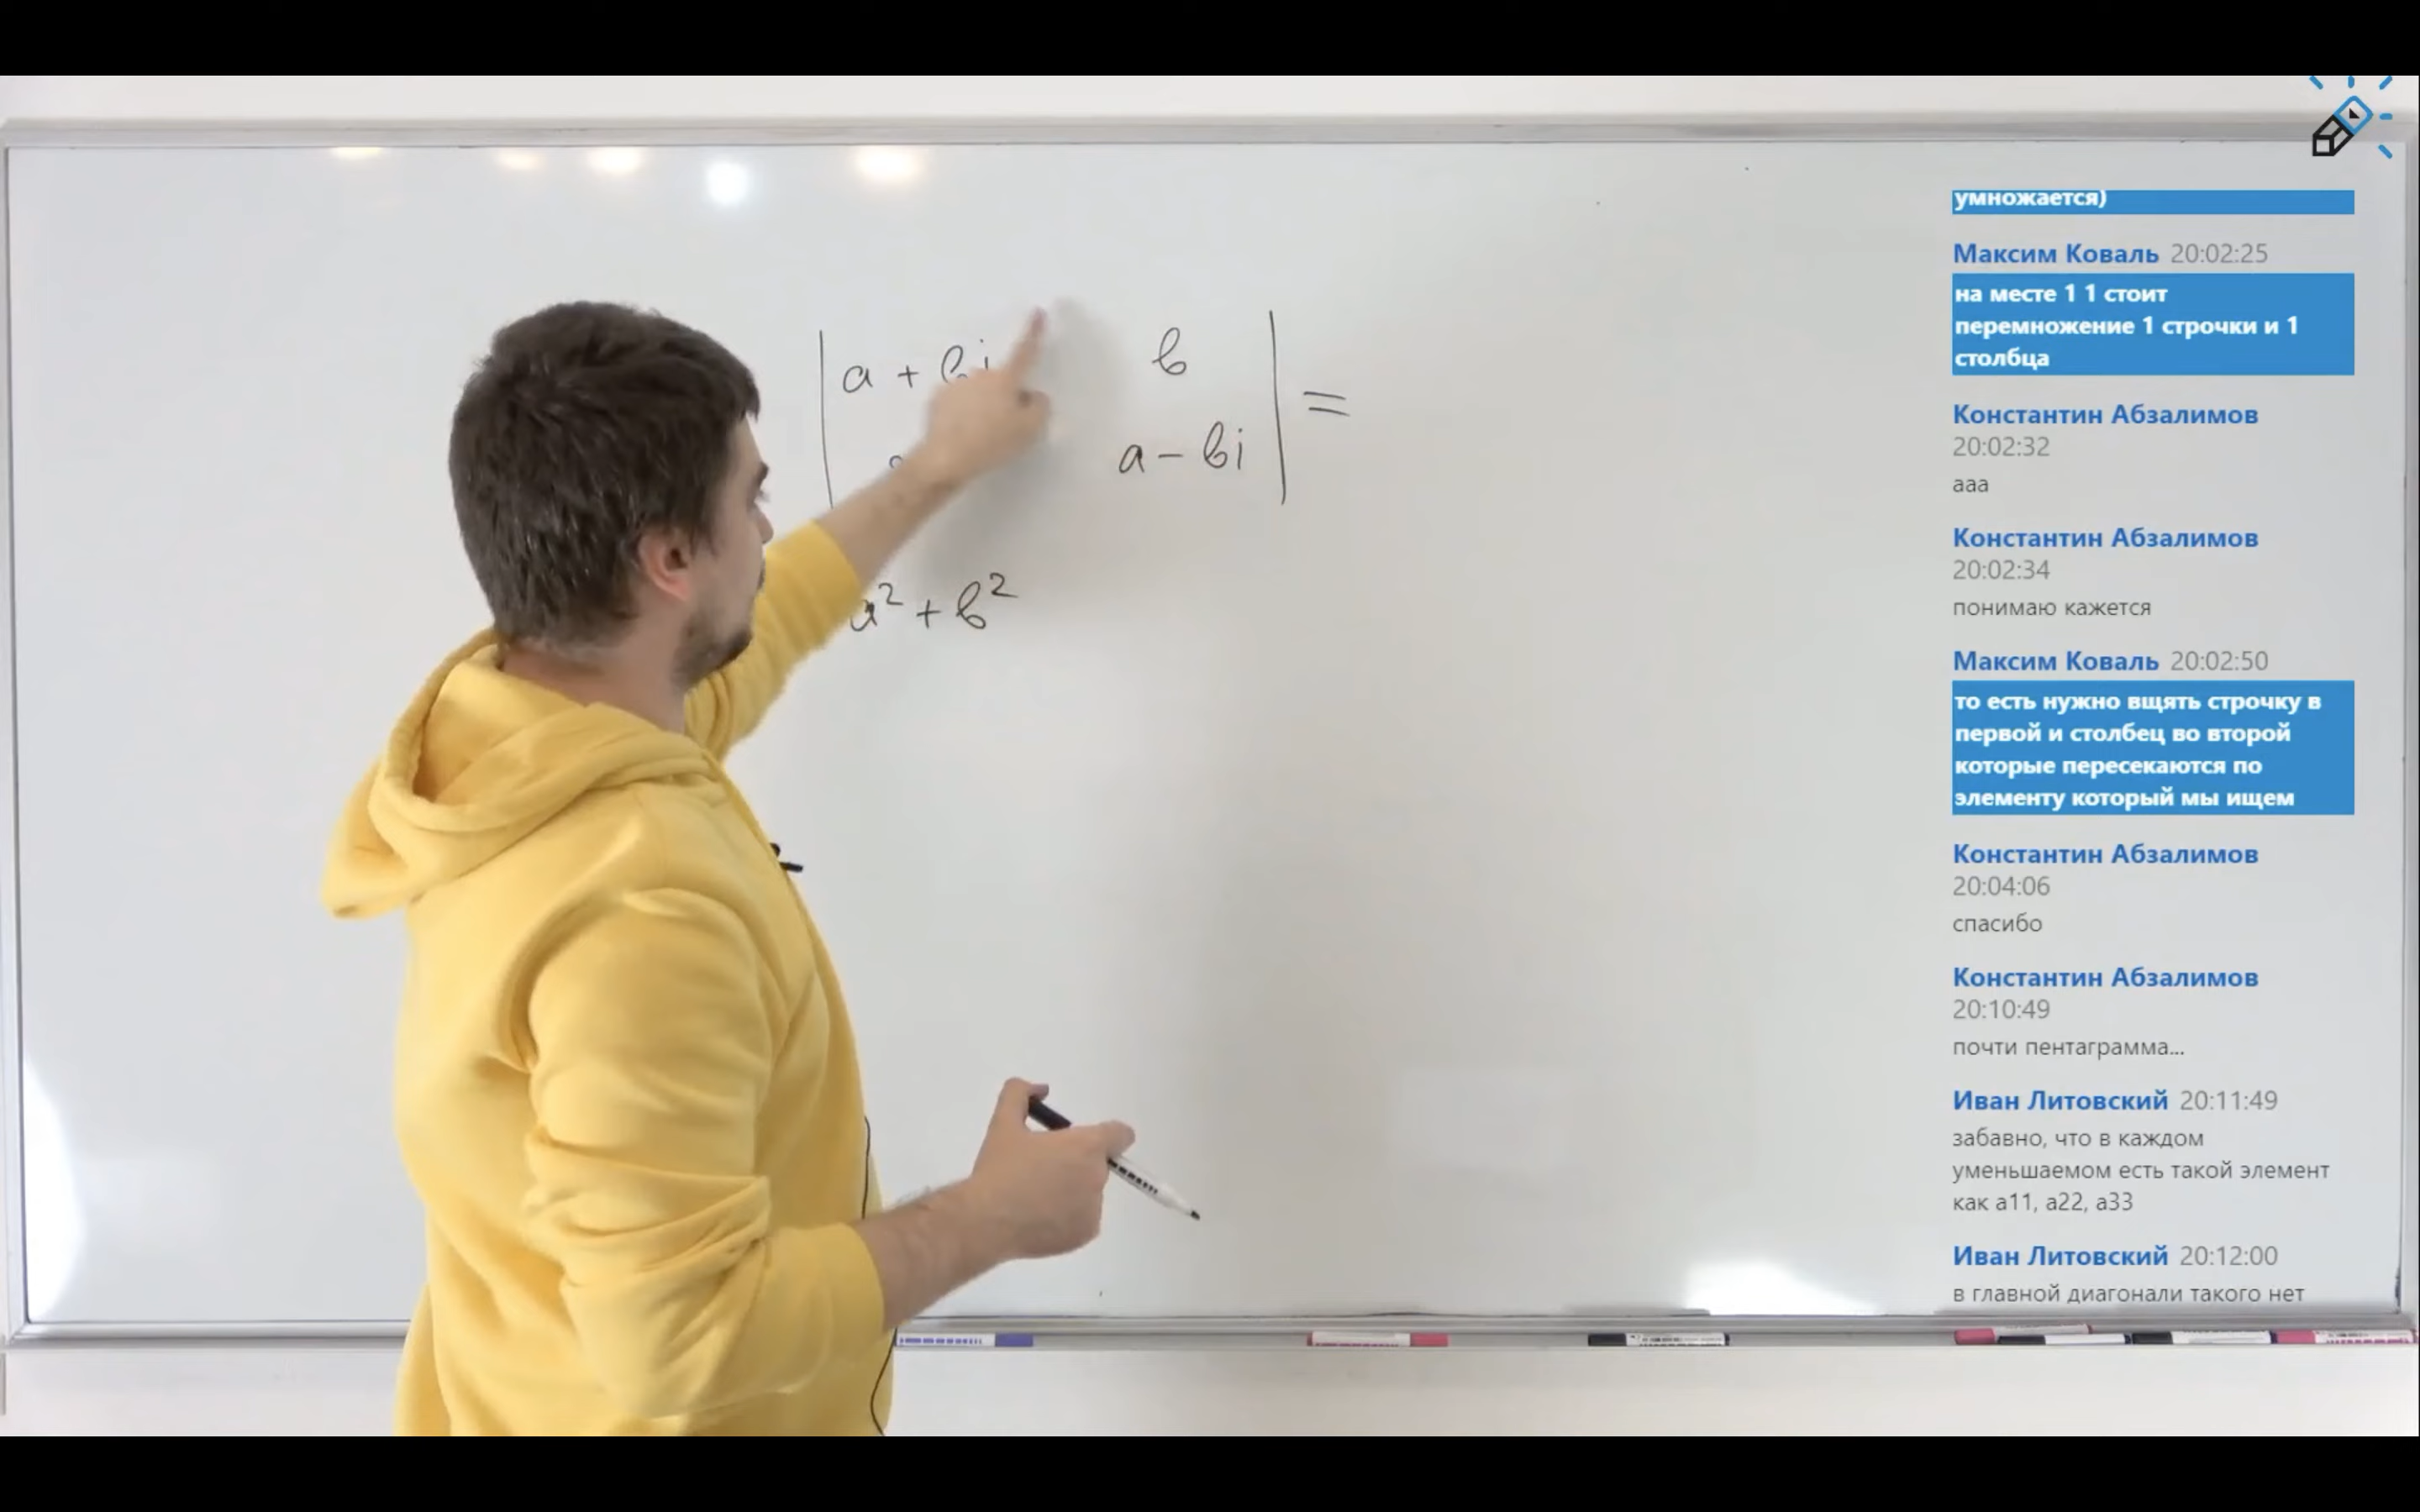 a + bi b
a - bi
=
a² + b²
умножается)
Максим Коваль 20:02:25
на месте 1 1 стоит
перемножение 1 строчки и 1
столбца
Константин Абзалимов
20:02:32
ааа
Константин Абзалимов
20:02:34
понимаю кажется
Максим Коваль 20:02:50
то есть нужно вщять строчку в
первой и столбец во второй
которые пересекаются по
элементу который мы ищем
Константин Абзалимов
20:04:06
спасибо
Константин Абзалимов
20:10:49
почти пентаграмма...
Иван Литовский 20:11:49
забавно, что в каждом
уменьшаемом есть такой элемент
как а11, а22, а33
Иван Литовский 20:12:00
в главной диагонали такого нет